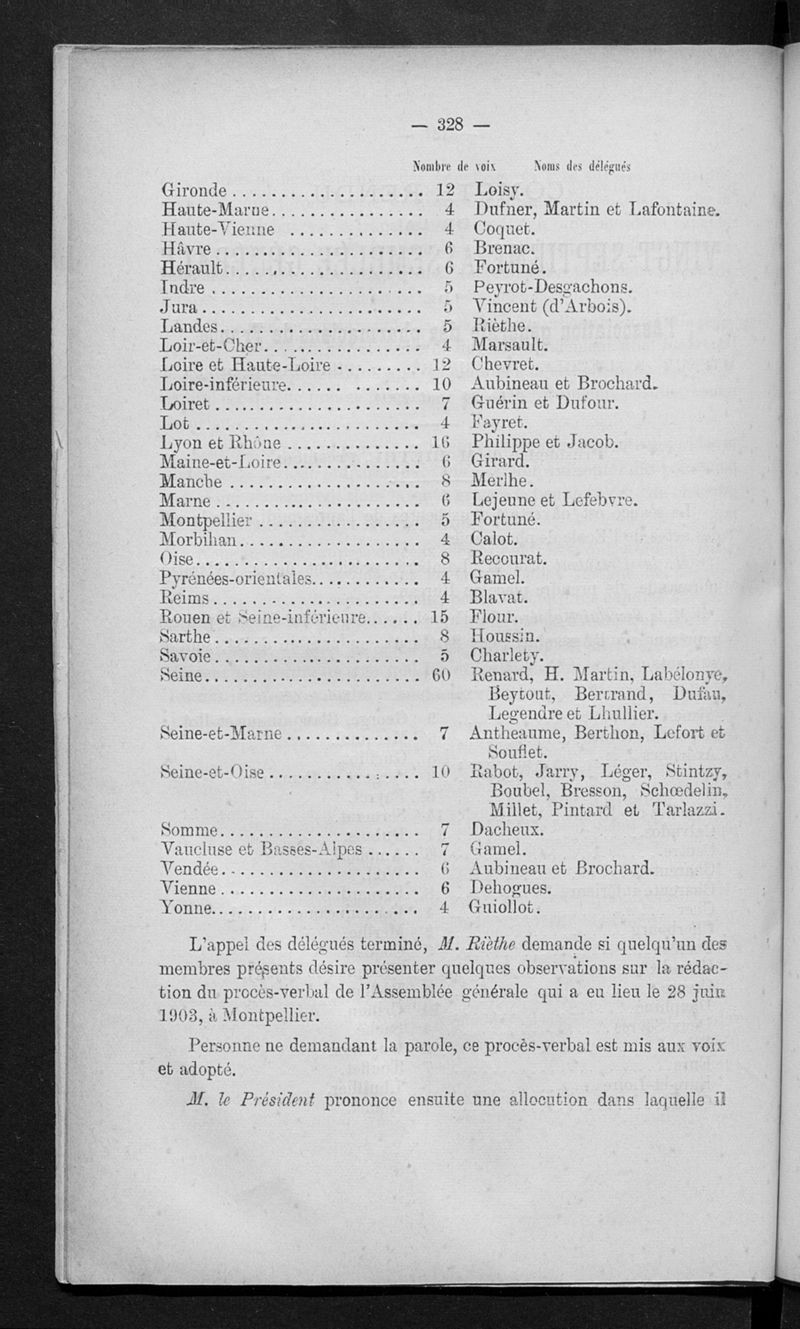 — 328 —
Nombre de voix Noms des délégués
Gironde..................... 12 Loisy.
Haute-Marne................ 4 Dufner, Martin et Lafontaine.
Haute-Vienne .............. 4 Coquet.
Hâvre...................... 6 Brenac.
Hérault..................... 6 Fortuné.
Indre...................... 5 Peyrot-Desgachons.
Jura....................... 5 Vincent (d'Arbois).
Landes..................... 5 Rièthe.
Loir-et-Cher................ 4 Marsault.
Loire et Haute-Loire......... 12 Chevret.
Loire-inférieure............. 10 Aubineau et Brochard.
Loiret...................... 7 Guérin et Dufour.
Lot........................ 4 Fayret.
Lyon et Rhône.............. 16 Philippe et Jacob.
Maine-et-Loire.............. 6 Girard.
Manche.................... 8 Merlhe.
Marne...................... 6 Lejeune et Lefebvre.
Montpellier................. 5 Fortuné.
Morbihan................... 4 Calot.
Oise........................ 8 Recourat.
Pyrénées-orientales........... 4 Gamel.
Reims...................... 4 Blavat.
Rouen et Seine-inférieure...... 15 Flour.
Sarthe...................... 8 Houssin.
Savoie...................... 5 Charlety.
Seine....................... 60 Renard, H. Martin, Labélonye,
Beytout, Bertrand, Dufau,
Legendre et Lhullier.
Seine-et-Marne.............. 7 Antheaume, Berthon, Lefort et
Souflet.
Seine-et-Oise................ 10 Rabot, Jarry, Léger, Stintzy,
Boubel, Bresson, Schœdelin,
Millet, Pintard et Tarlazzi.
Somme..................... 7 Dacheux.
Vaucluse et Basses-Alpes...... 7 Gamel.
Vendée..................... 6 Aubineau et Brochard.
Vienne..................... 6 Dehogues.
Yonne...................... 4 Guiollot.
L'appel des délégués terminé, M. Rièthe demande si quelqu'un des
membres présents désire présenter quelques observations sur la rédac-
tion du procès-verbal de l'Assemblée générale qui a eu lieu le 28 juin
1903, à Montpellier.
Personne ne demandant la parole, ce procès-verbal est mis aux voix
et adopté.
M. le Président prononce ensuite une allocution dans laquelle il